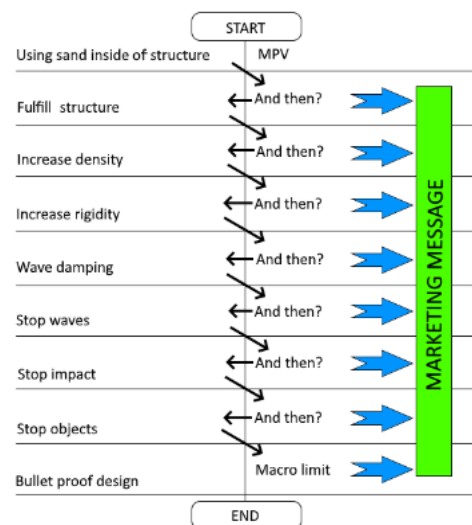 START
Using sand inside of structure MPV
Fulfill structure And then?
Increase density And then?
Increase rigidity And then?
Wave damping And then?
Stop waves And then?
Stop impact And then?
Stop objects And then?
Bullet proof design Macro limit
END
MARKETING MESSAGE